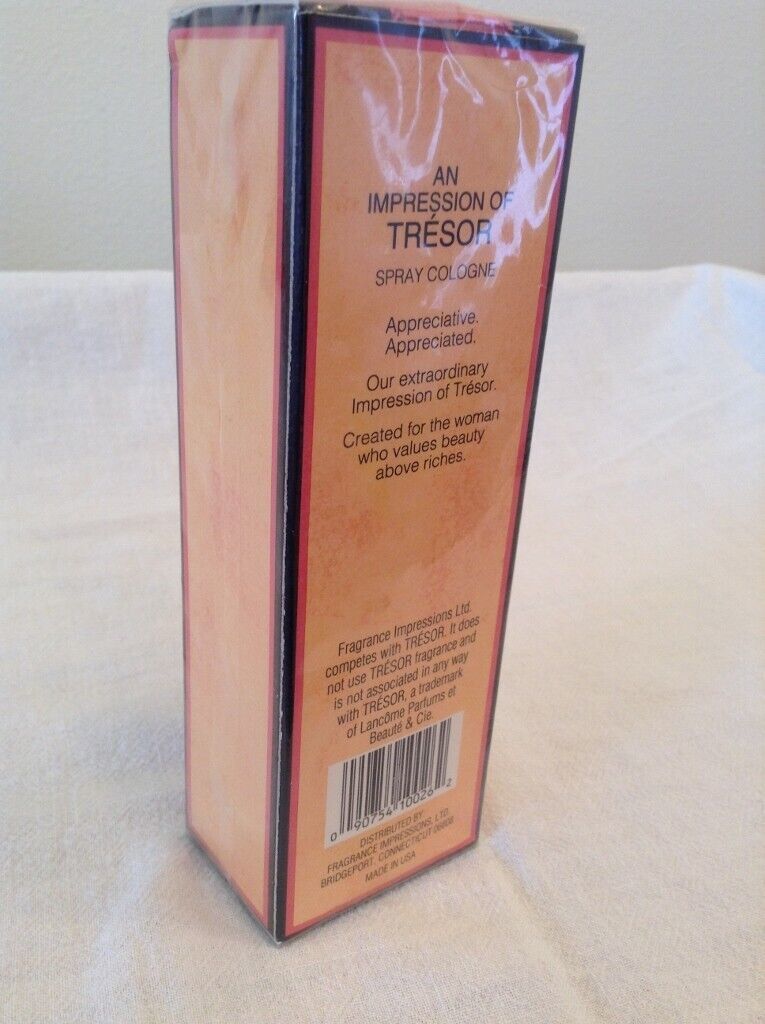 AN
IMPRESSION OF
TRÉSOR
SPRAY COLOGNE
Appreciative.
Appreciated.
Our extraordinary
Impression of Trésor.
Created for the woman
who values beauty
above riches.
Fragrance Impressions Ltd.
competes with TRÉSOR. It does
not use TRÉSOR fragrance and
is not associated in any way
with TRÉSOR, a trademark
of Lancôme Parfums et
Beauté & Cie.
0 90754 10026 2
DISTRIBUTED BY
FRAGRANCE IMPRESSIONS, LTD.
BRIDGEPORT, CONNECTICUT 06608
MADE IN USA